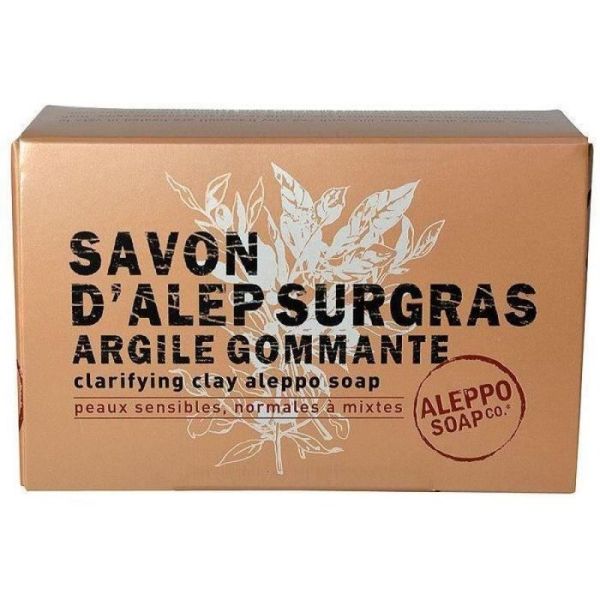 SAVON
D'ALEP SURGRAS
ARGILE GOMMANTE
clarifying clay aleppo soap
peaux sensibles, normales à mixtes
ALEPPO
SOAP CO.®